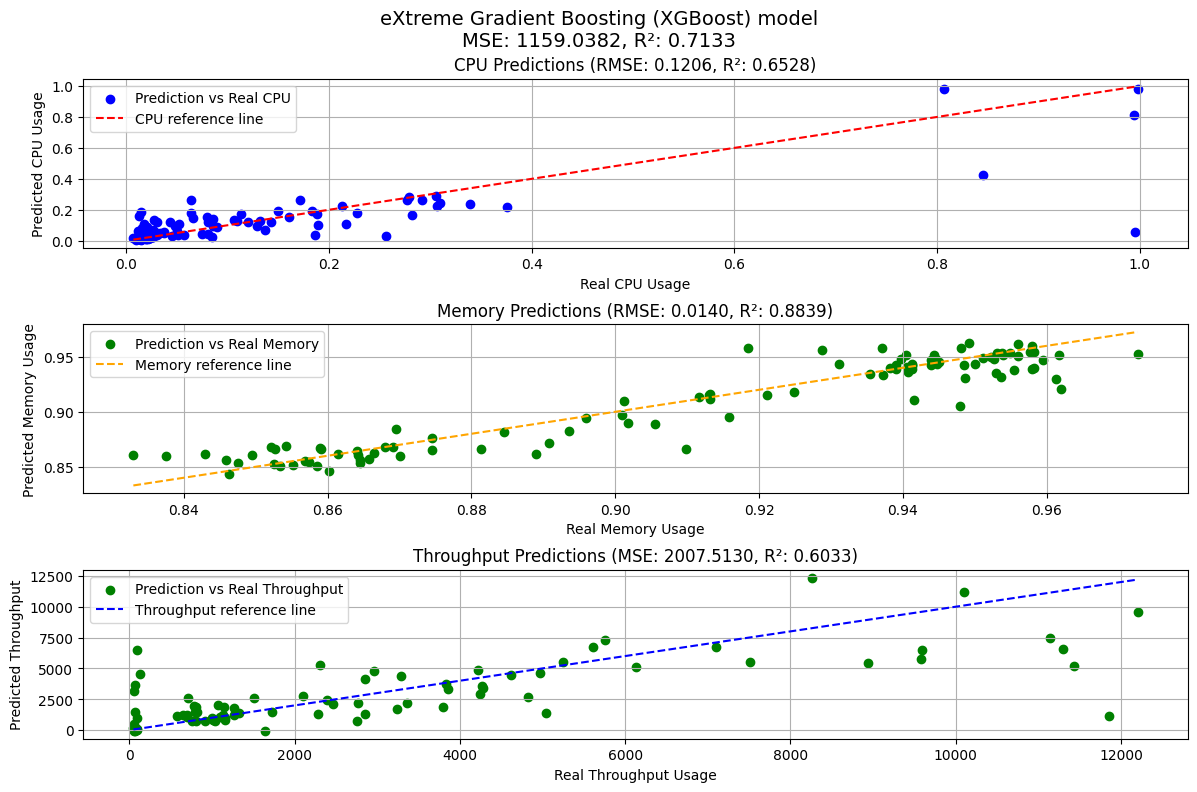 eXtreme Gradient Boosting (XGBoost) model
MSE: 1159.0382, R²: 0.7133
CPU Predictions (RMSE: 0.1206, R²: 0.6528)
Predicted CPU Usage
1.0
0.8
0.6
0.4
0.2
0.0
Prediction vs Real CPU
CPU reference line
0.0 0.2 0.4 0.6 0.8 1.0
Real CPU Usage
Memory Predictions (RMSE: 0.0140, R²: 0.8839)
Predicted Memory Usage
0.95
0.90
0.85
Prediction vs Real Memory
Memory reference line
0.84 0.86 0.88 0.90 0.92 0.94 0.96
Real Memory Usage
Throughput Predictions (MSE: 2007.5130, R²: 0.6033)
Predicted Throughput
12500
10000
7500
5000
2500
0
Prediction vs Real Throughput
Throughput reference line
0 2000 4000 6000 8000 10000 12000
Real Throughput Usage